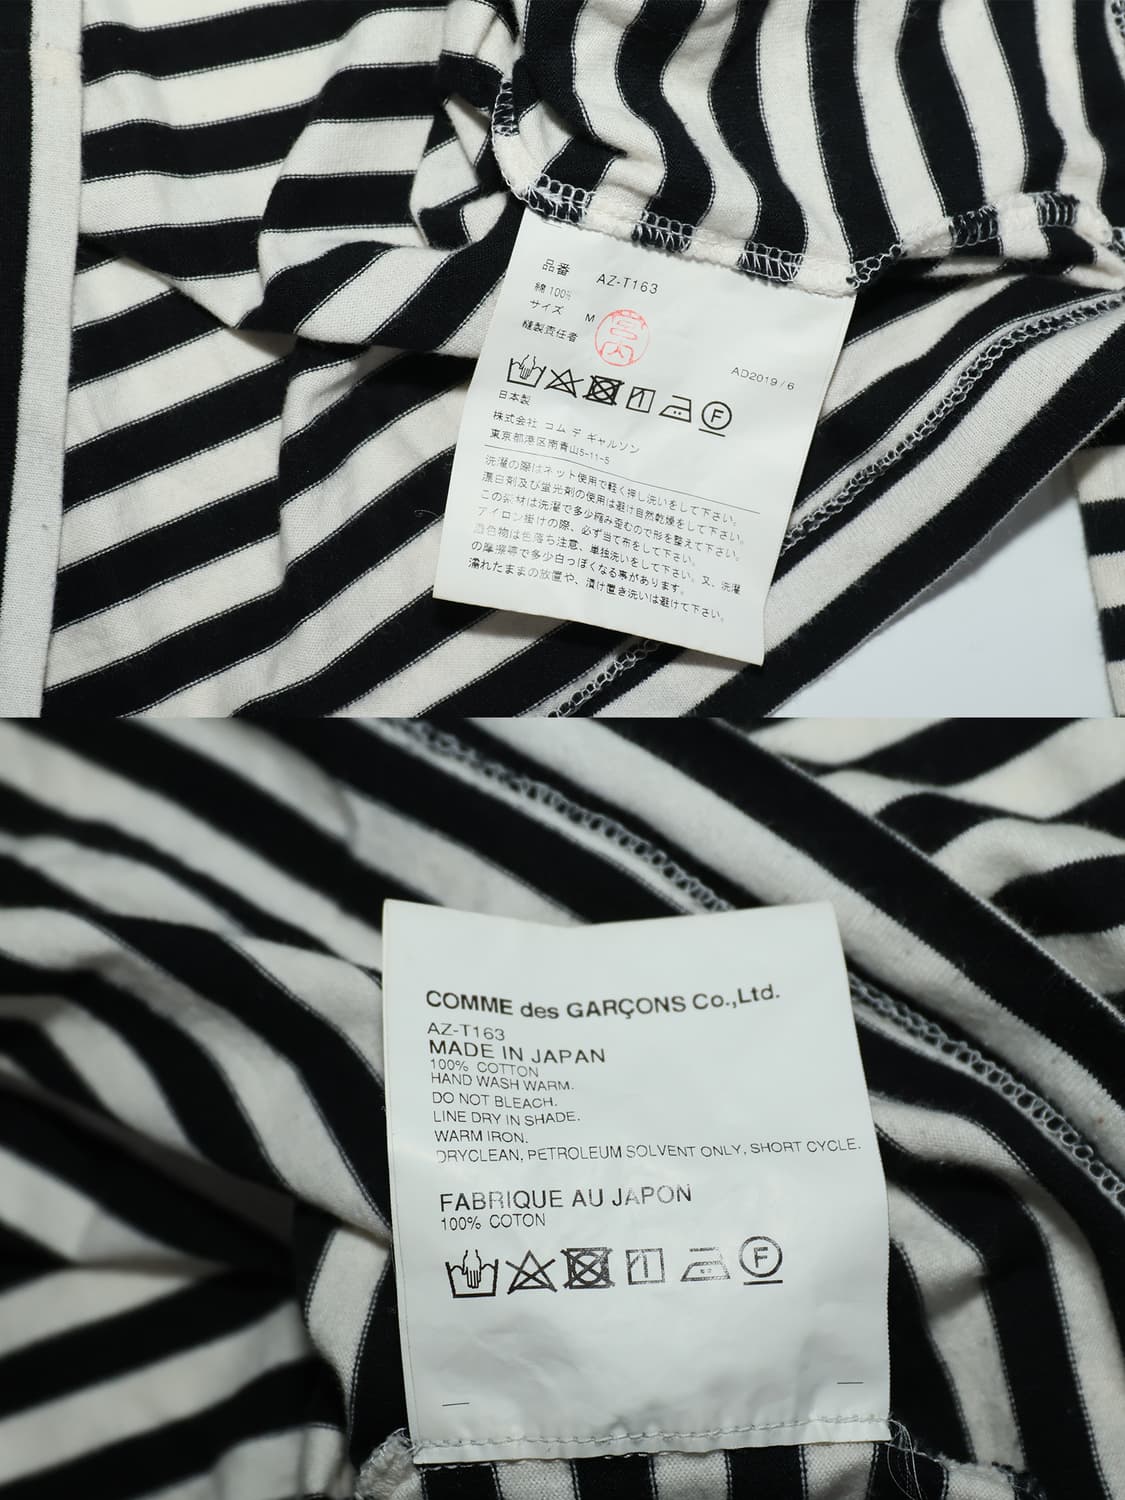 品番 AZ-T163
綿 100%
サイズ M
縫製責任者 宮内
AD2019/6
日本製
株式会社 コム デ ギャルソン
東京都港区南青山5-11-5
洗濯の際はネット使用で軽く押し洗いをして下さい。
漂白剤及び蛍光剤の使用は避け自然乾燥をして下さい。
この素材は洗濯で多少縮み歪むので形を整えて下さい。
アイロン掛けの際、必ず当て布をして下さい。
濃色物は色落ち注意、単独洗いをして下さい。又、洗濯
の摩擦等で多少白っぽくなる事があります。
濡れたままの放置や、漬け置き洗いは避けて下さい。
COMME des GARÇONS Co.,Ltd.
AZ-T163
MADE IN JAPAN
100% COTTON
HAND WASH WARM.
DO NOT BLEACH.
LINE DRY IN SHADE.
WARM IRON.
DRYCLEAN, PETROLEUM SOLVENT ONLY, SHORT CYCLE.
FABRIQUE AU JAPON
100% COTON